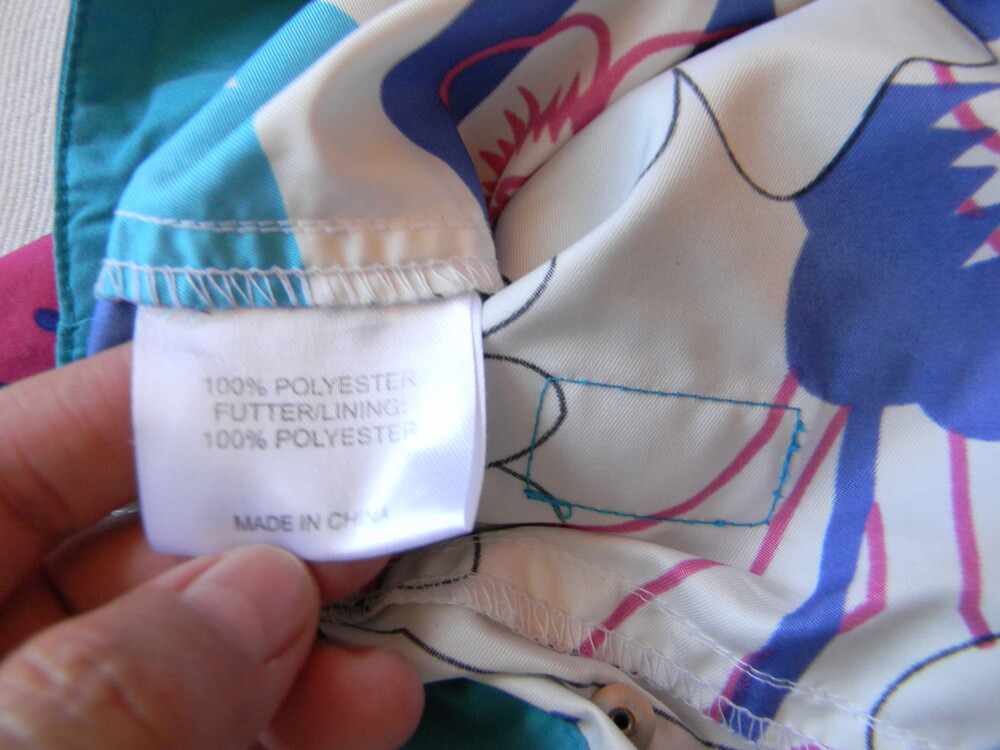 100% POLYESTER
FUTTER/LINING:
100% POLYESTER
MADE IN CHINA